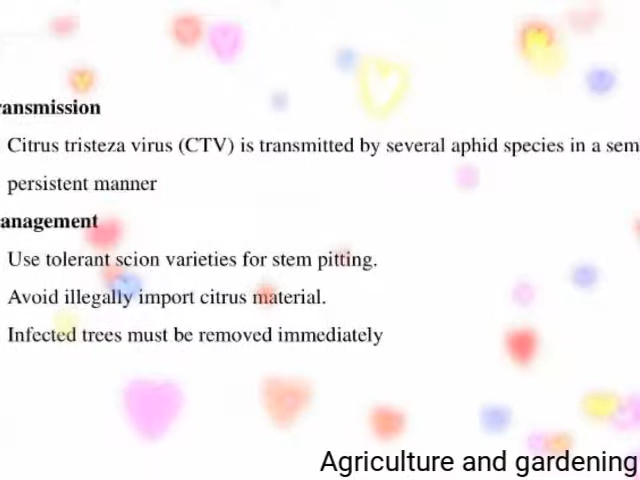 ransmission
Citrus tristeza virus (CTV) is transmitted by several aphid species in a sem
persistent manner
anagement
Use tolerant scion varieties for stem pitting.
Avoid illegally import citrus material.
Infected trees must be removed immediately
Agriculture and gardening